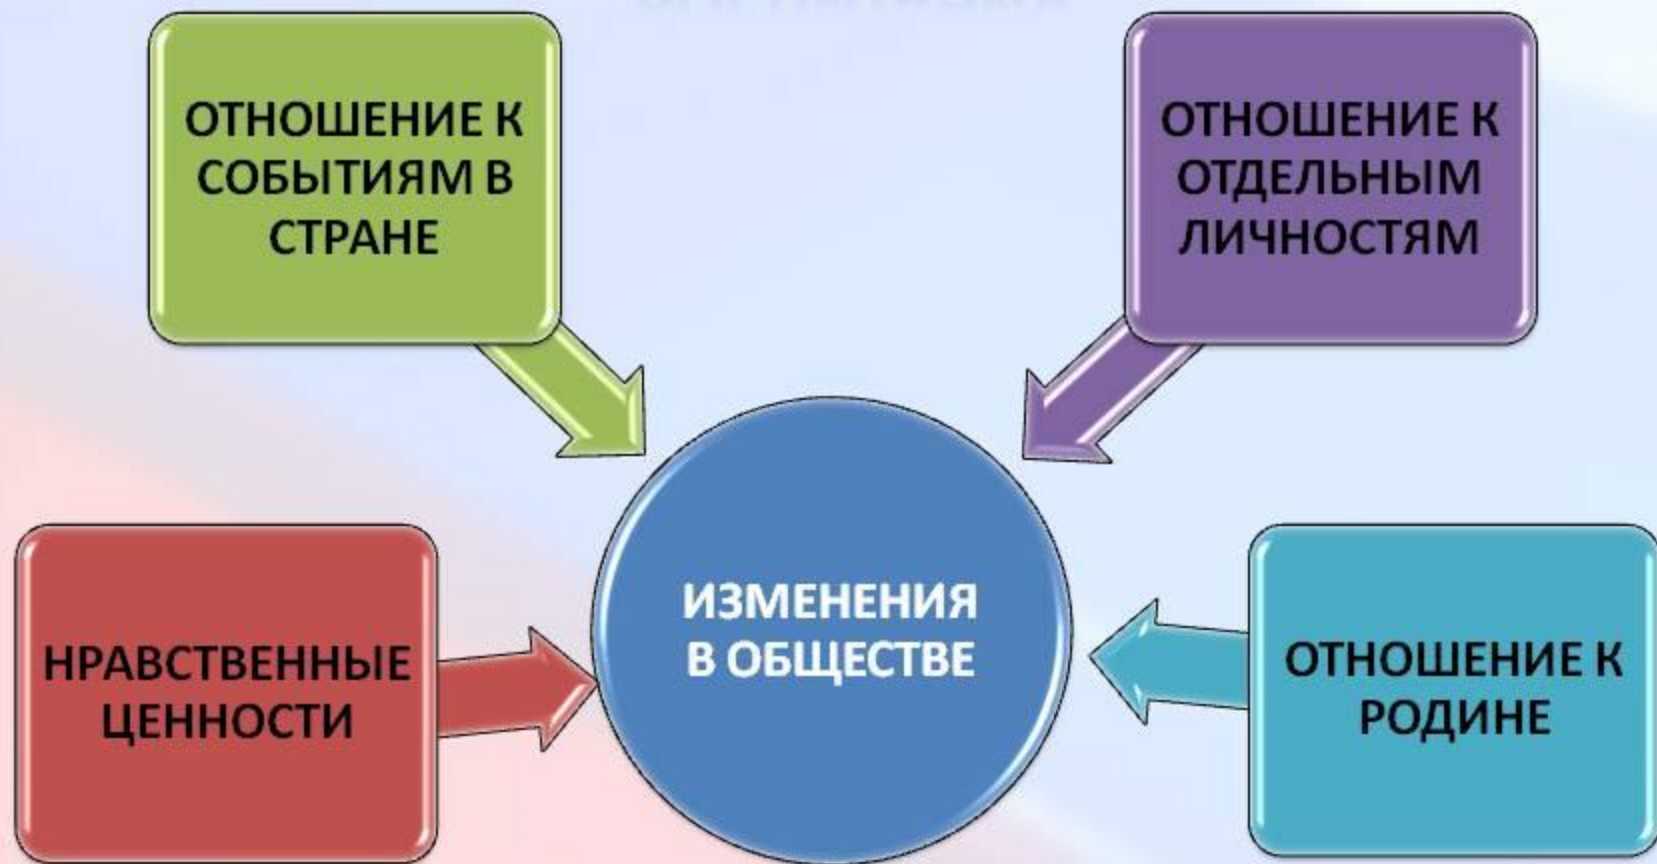 ОТНОШЕНИЕ К
СОБЫТИЯМ В
СТРАНЕ
ОТНОШЕНИЕ К
ОТДЕЛЬНЫМ
ЛИЧНОСТЯМ
НРАВСТВЕННЫЕ
ЦЕННОСТИ
ИЗМЕНЕНИЯ
В ОБЩЕСТВЕ
ОТНОШЕНИЕ К
РОДИНЕ